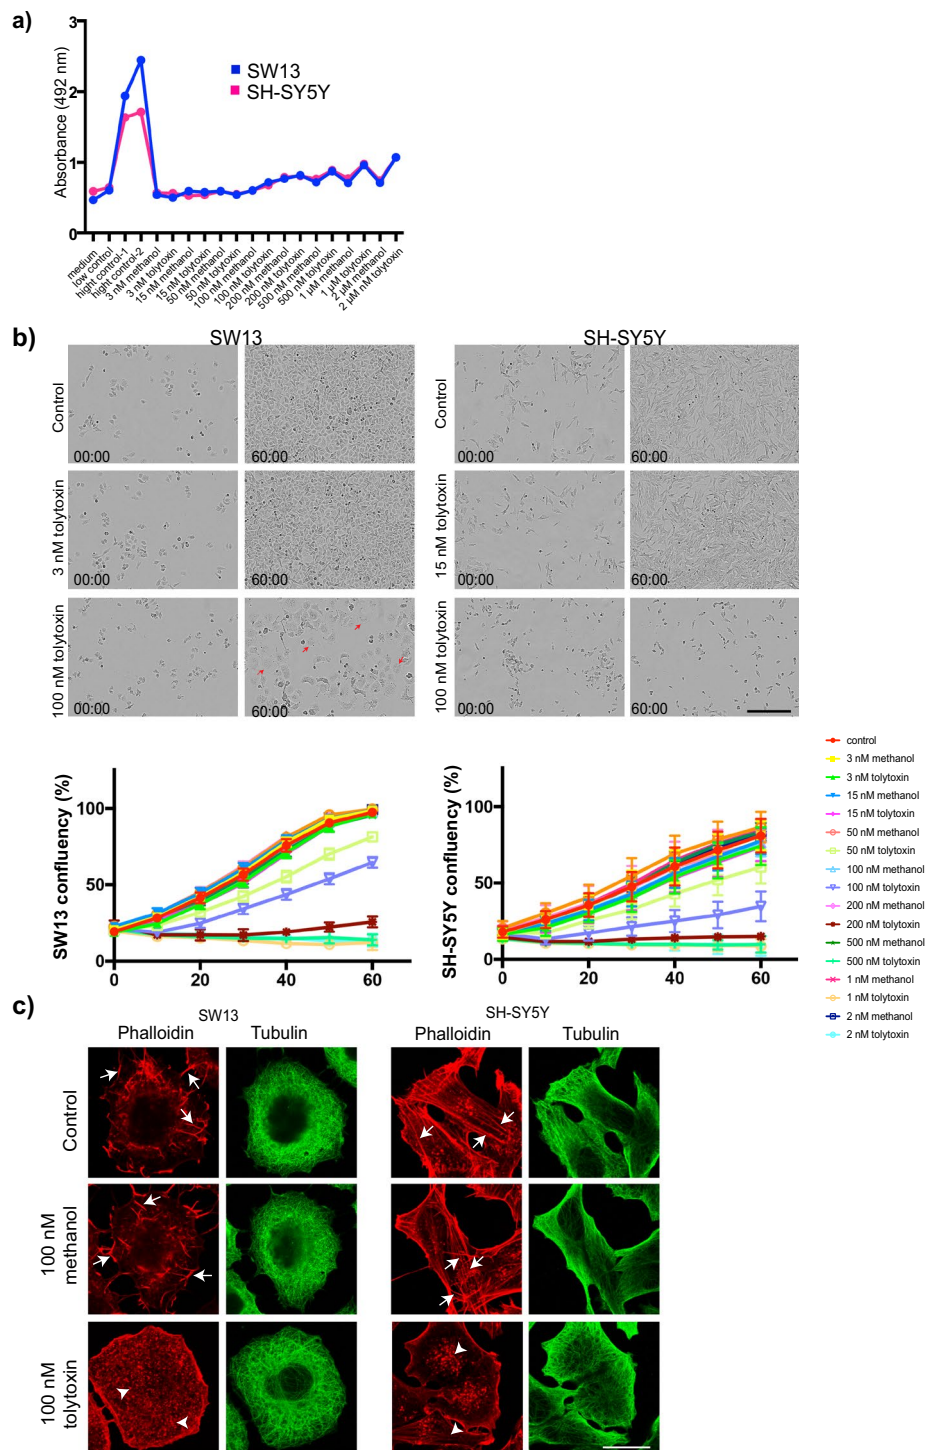 a)
3
2
1
0
Absorbance (492 nm)
SW13
SH-SY5Y
medium
low control
hight control-1
hight control-2
3 nM methanol
3 nM tolytoxin
15 nM methanol
15 nM tolytoxin
50 nM methanol
50 nM tolytoxin
100 nM methanol
100 nM tolytoxin
200 nM methanol
200 nM tolytoxin
500 nM methanol
500 nM tolytoxin
1 µM methanol
1 µM tolytoxin
2 µM methanol
2 µM nM tolytoxin
b)
SW13
SH-SY5Y
Control
00:00
60:00
Control
00:00
60:00
3 nM tolytoxin
00:00
60:00
15 nM tolytoxin
00:00
60:00
100 nM tolytoxin
00:00
60:00
100 nM tolytoxin
00:00
60:00
SW13 confluency (%)
100
50
0
0
20
40
60
SH-SY5Y confluency (%)
100
50
0
0
20
40
60
control
3 nM methanol
3 nM tolytoxin
15 nM methanol
15 nM tolytoxin
50 nM methanol
50 nM tolytoxin
100 nM methanol
100 nM tolytoxin
200 nM methanol
200 nM tolytoxin
500 nM methanol
500 nM tolytoxin
1 nM methanol
1 nM tolytoxin
2 nM methanol
2 nM tolytoxin
c)
SW13
SH-SY5Y
Phalloidin
Tubulin
Phalloidin
Tubulin
Control
100 nM
methanol
100 nM
tolytoxin